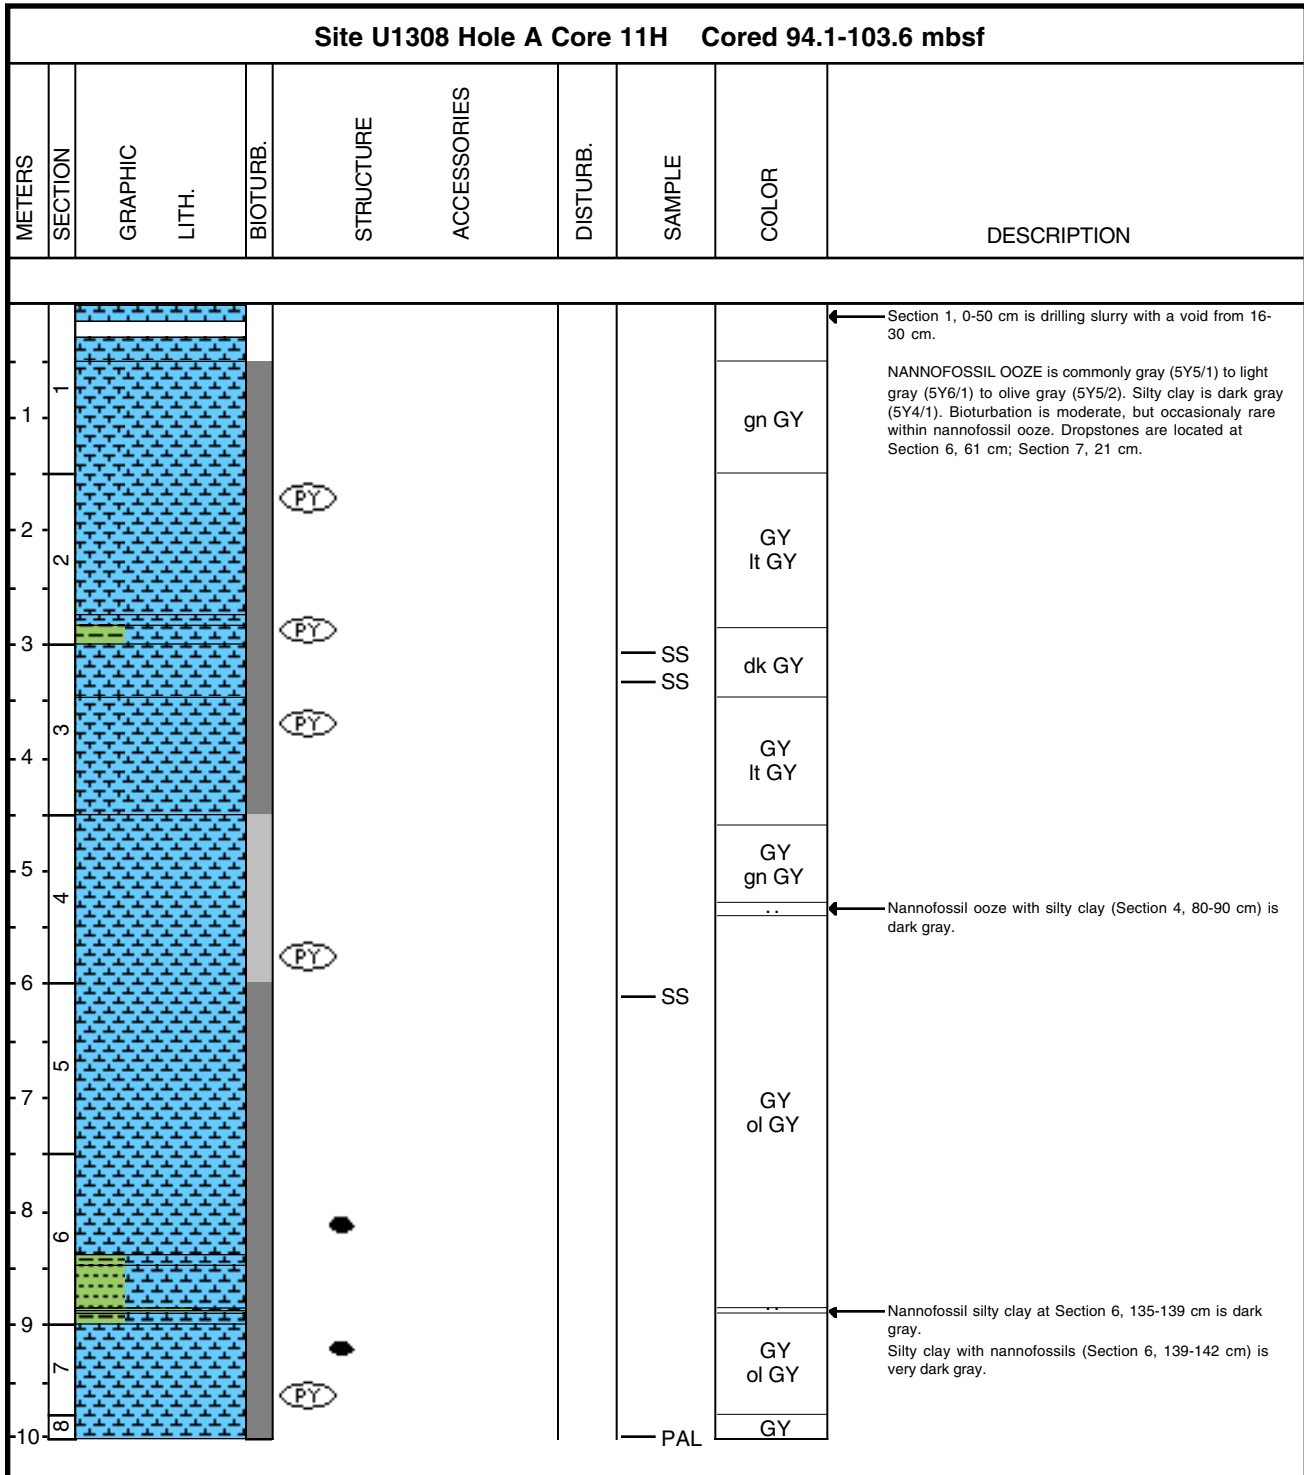 Site U1308 Hole A Core 11H Cored 94.1-103.6 mbsf
METERS
SECTION
GRAPHIC
LITH.
BIOTURB.
STRUCTURE
ACCESSORIES
DISTURB.
SAMPLE
COLOR
DESCRIPTION
Section 1, 0-50 cm is drilling slurry with a void from 16-
30 cm.
NANNOFOSSIL OOZE is commonly gray (5Y5/1) to light
gray (5Y6/1) to olive gray (5Y5/2). Silty clay is dark gray
(5Y4/1). Bioturbation is moderate, but occasionaly rare
within nannofossil ooze. Dropstones are located at
Section 6, 61 cm; Section 7, 21 cm.
1
1
gn GY
PY
2
2
GY
lt GY
PY
3
SS
dk GY
SS
3
PY
4
GY
lt GY
5
GY
gn GY
4
..
Nannofossil ooze with silty clay (Section 4, 80-90 cm) is
dark gray.
PY
6
SS
5
7
GY
ol GY
8
6
9
..
Nannofossil silty clay at Section 6, 135-139 cm is dark
gray.
Silty clay with nannofossils (Section 6, 139-142 cm) is
very dark gray.
7
GY
ol GY
PY
8
GY
10
PAL